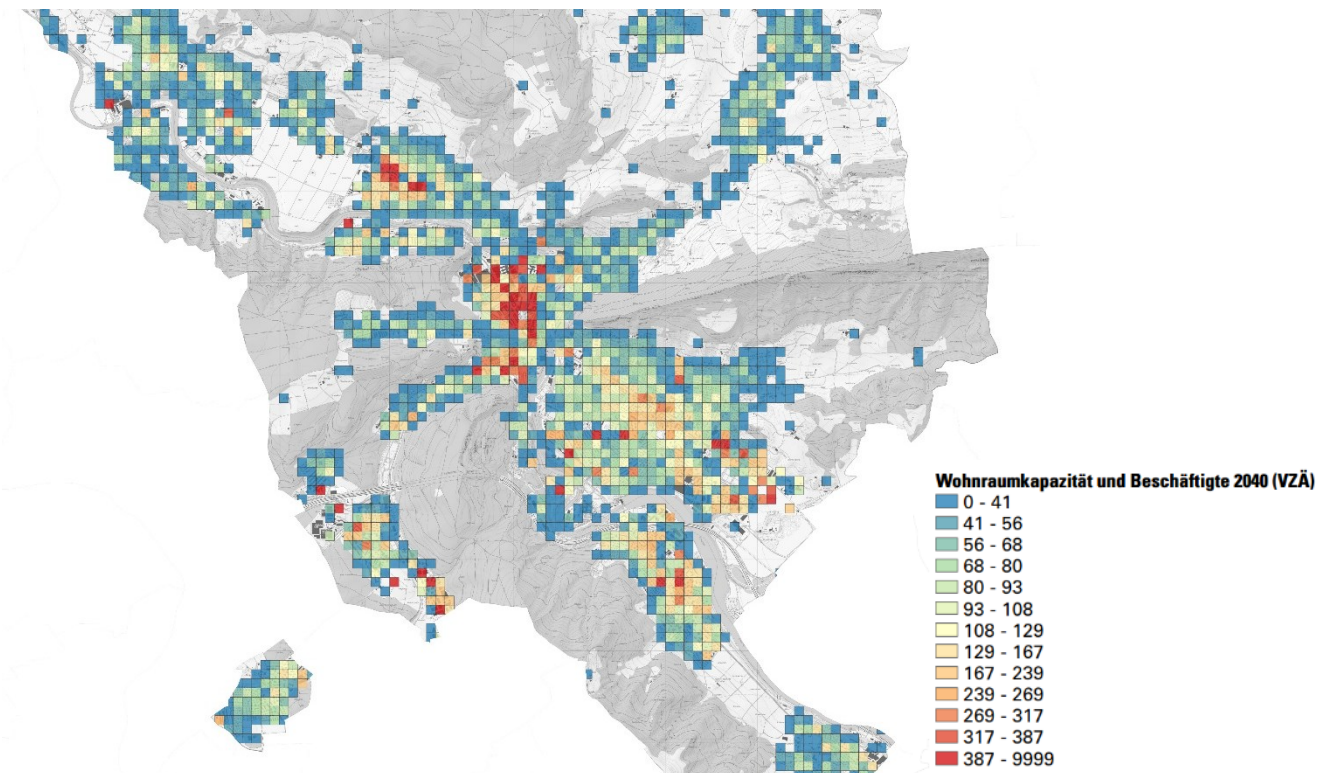 Wohnraumkapazität und Beschäftigte 2040 (VZÄ)
0 - 41
41 - 56
56 - 68
68 - 80
80 - 93
93 - 108
108 - 129
129 - 167
167 - 239
239 - 269
269 - 317
317 - 387
387 - 9999